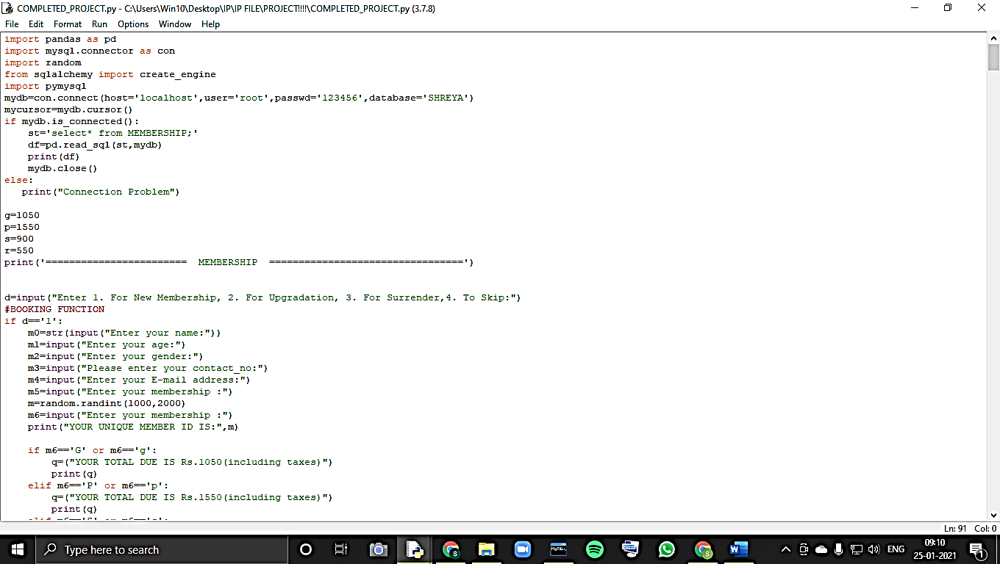 COMPLETED_PROJECT.py - C:\Users\Win10\Desktop\IP\IP FILE\PROJECT!!!!\COMPLETED_PROJECT.py (3.7.8)
File Edit Format Run Options Window Help
import pandas as pd
import mysql.connector as con
import random
from sqlalchemy import create_engine
import pymysql
mydb=con.connect(host='localhost',user='root',passwd='123456',database='SHREYA')
mycursor=mydb.cursor()
if mydb.is_connected():
    st='select* from MEMBERSHIP;'
    df=pd.read_sql(st,mydb)
    print(df)
    mydb.close()
else:
   print("Connection Problem")
g=1050
p=1550
s=900
r=550
print('========================  MEMBERSHIP  =================================')
d=input("Enter 1. For New Membership, 2. For Upgradation, 3. For Surrender,4. To Skip:")
#BOOKING FUNCTION
if d=='1':
    m0=str(input("Enter your name:"))
    m1=input("Enter your age:")
    m2=input("Enter your gender:")
    m3=input("Please enter your contact_no:")
    m4=input("Enter your E-mail address:")
    m5=input("Enter your membership :")
    m=random.randint(1000,2000)
    m6=input("Enter your membership :")
    print("YOUR UNIQUE MEMBER ID IS:",m)
    if m6=='G' or m6=='g':
        q=("YOUR TOTAL DUE IS Rs.1050(including taxes)")
        print(q)
    elif m6=='P' or m6=='p':
        q=("YOUR TOTAL DUE IS Rs.1550(including taxes)")
        print(q)
Ln: 91 Col: 0
Type here to search
MySQL
S
S
W
ENG
09:10
25-01-2021
1